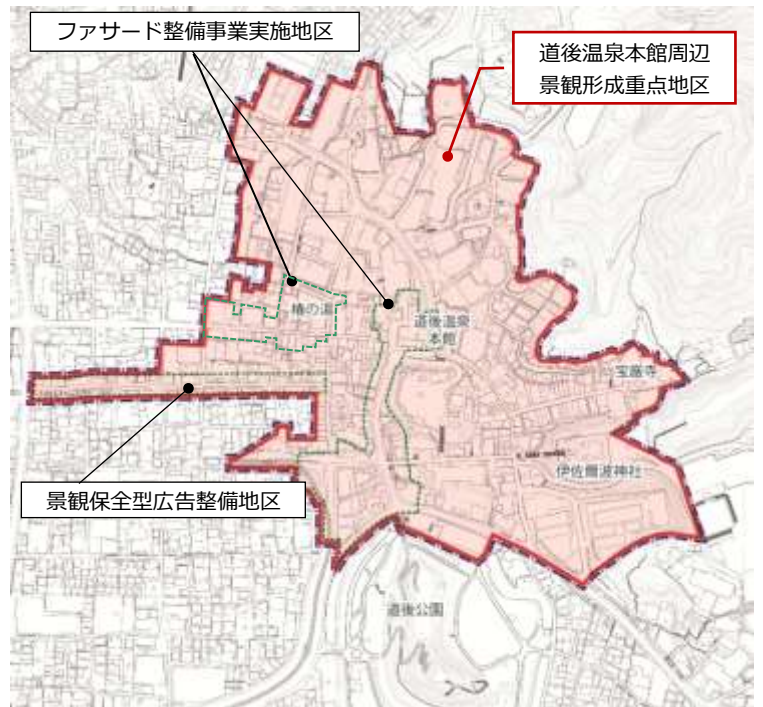 ファサード整備事業実施地区
道後温泉本館周辺
景観形成重点地区
椿の湯
道後温泉
本館
宝厳寺
伊佐爾波神社
景観保全型広告整備地区
道後公園